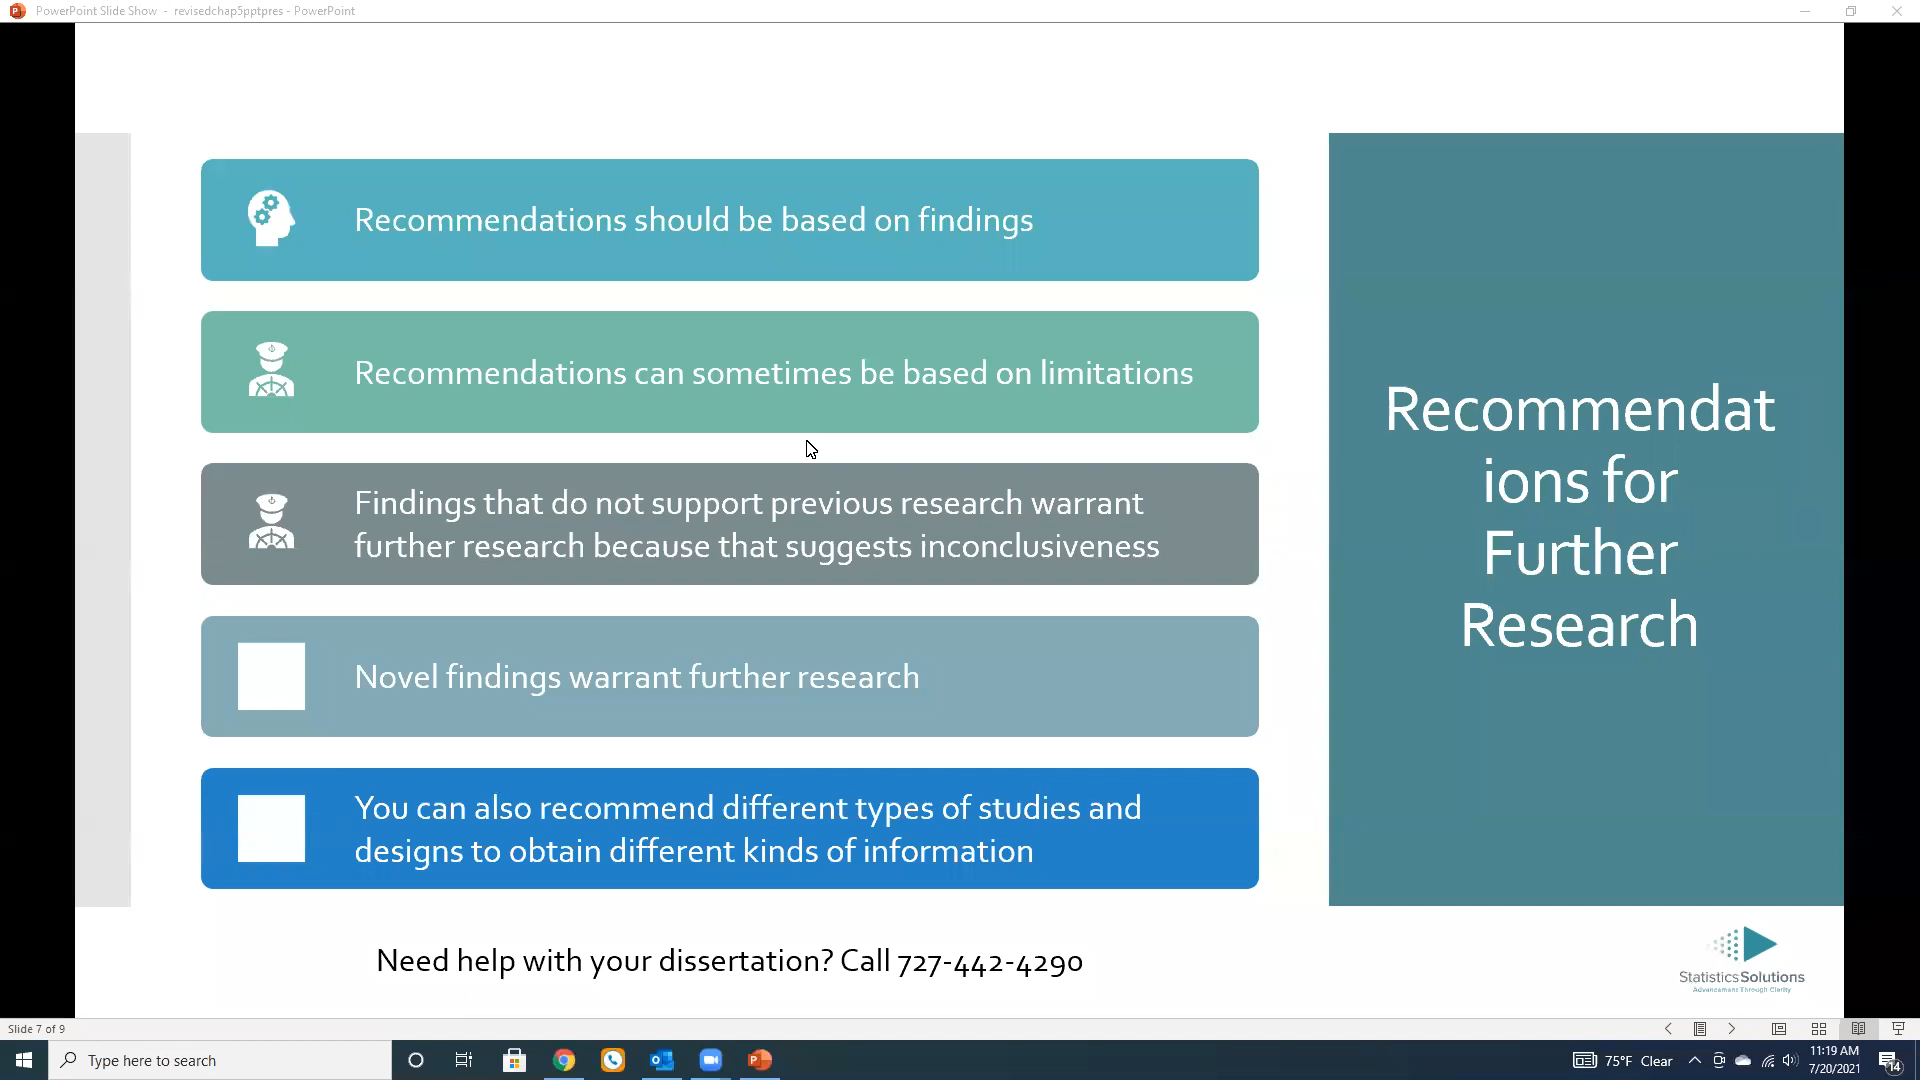 PowerPoint Slide Show - revisedchap5pptpres - PowerPoint
Recommendations should be based on findings
Recommendations can sometimes be based on limitations
Findings that do not support previous research warrant
further research because that suggests inconclusiveness
Novel findings warrant further research
You can also recommend different types of studies and
designs to obtain different kinds of information
Recommendat
ions for
Further
Research
Need help with your dissertation? Call 727-442-4290
StatisticsSolutions
Advancement Through Clarity
Slide 7 of 9
Type here to search
75°F Clear
11:19 AM
7/20/2021
14